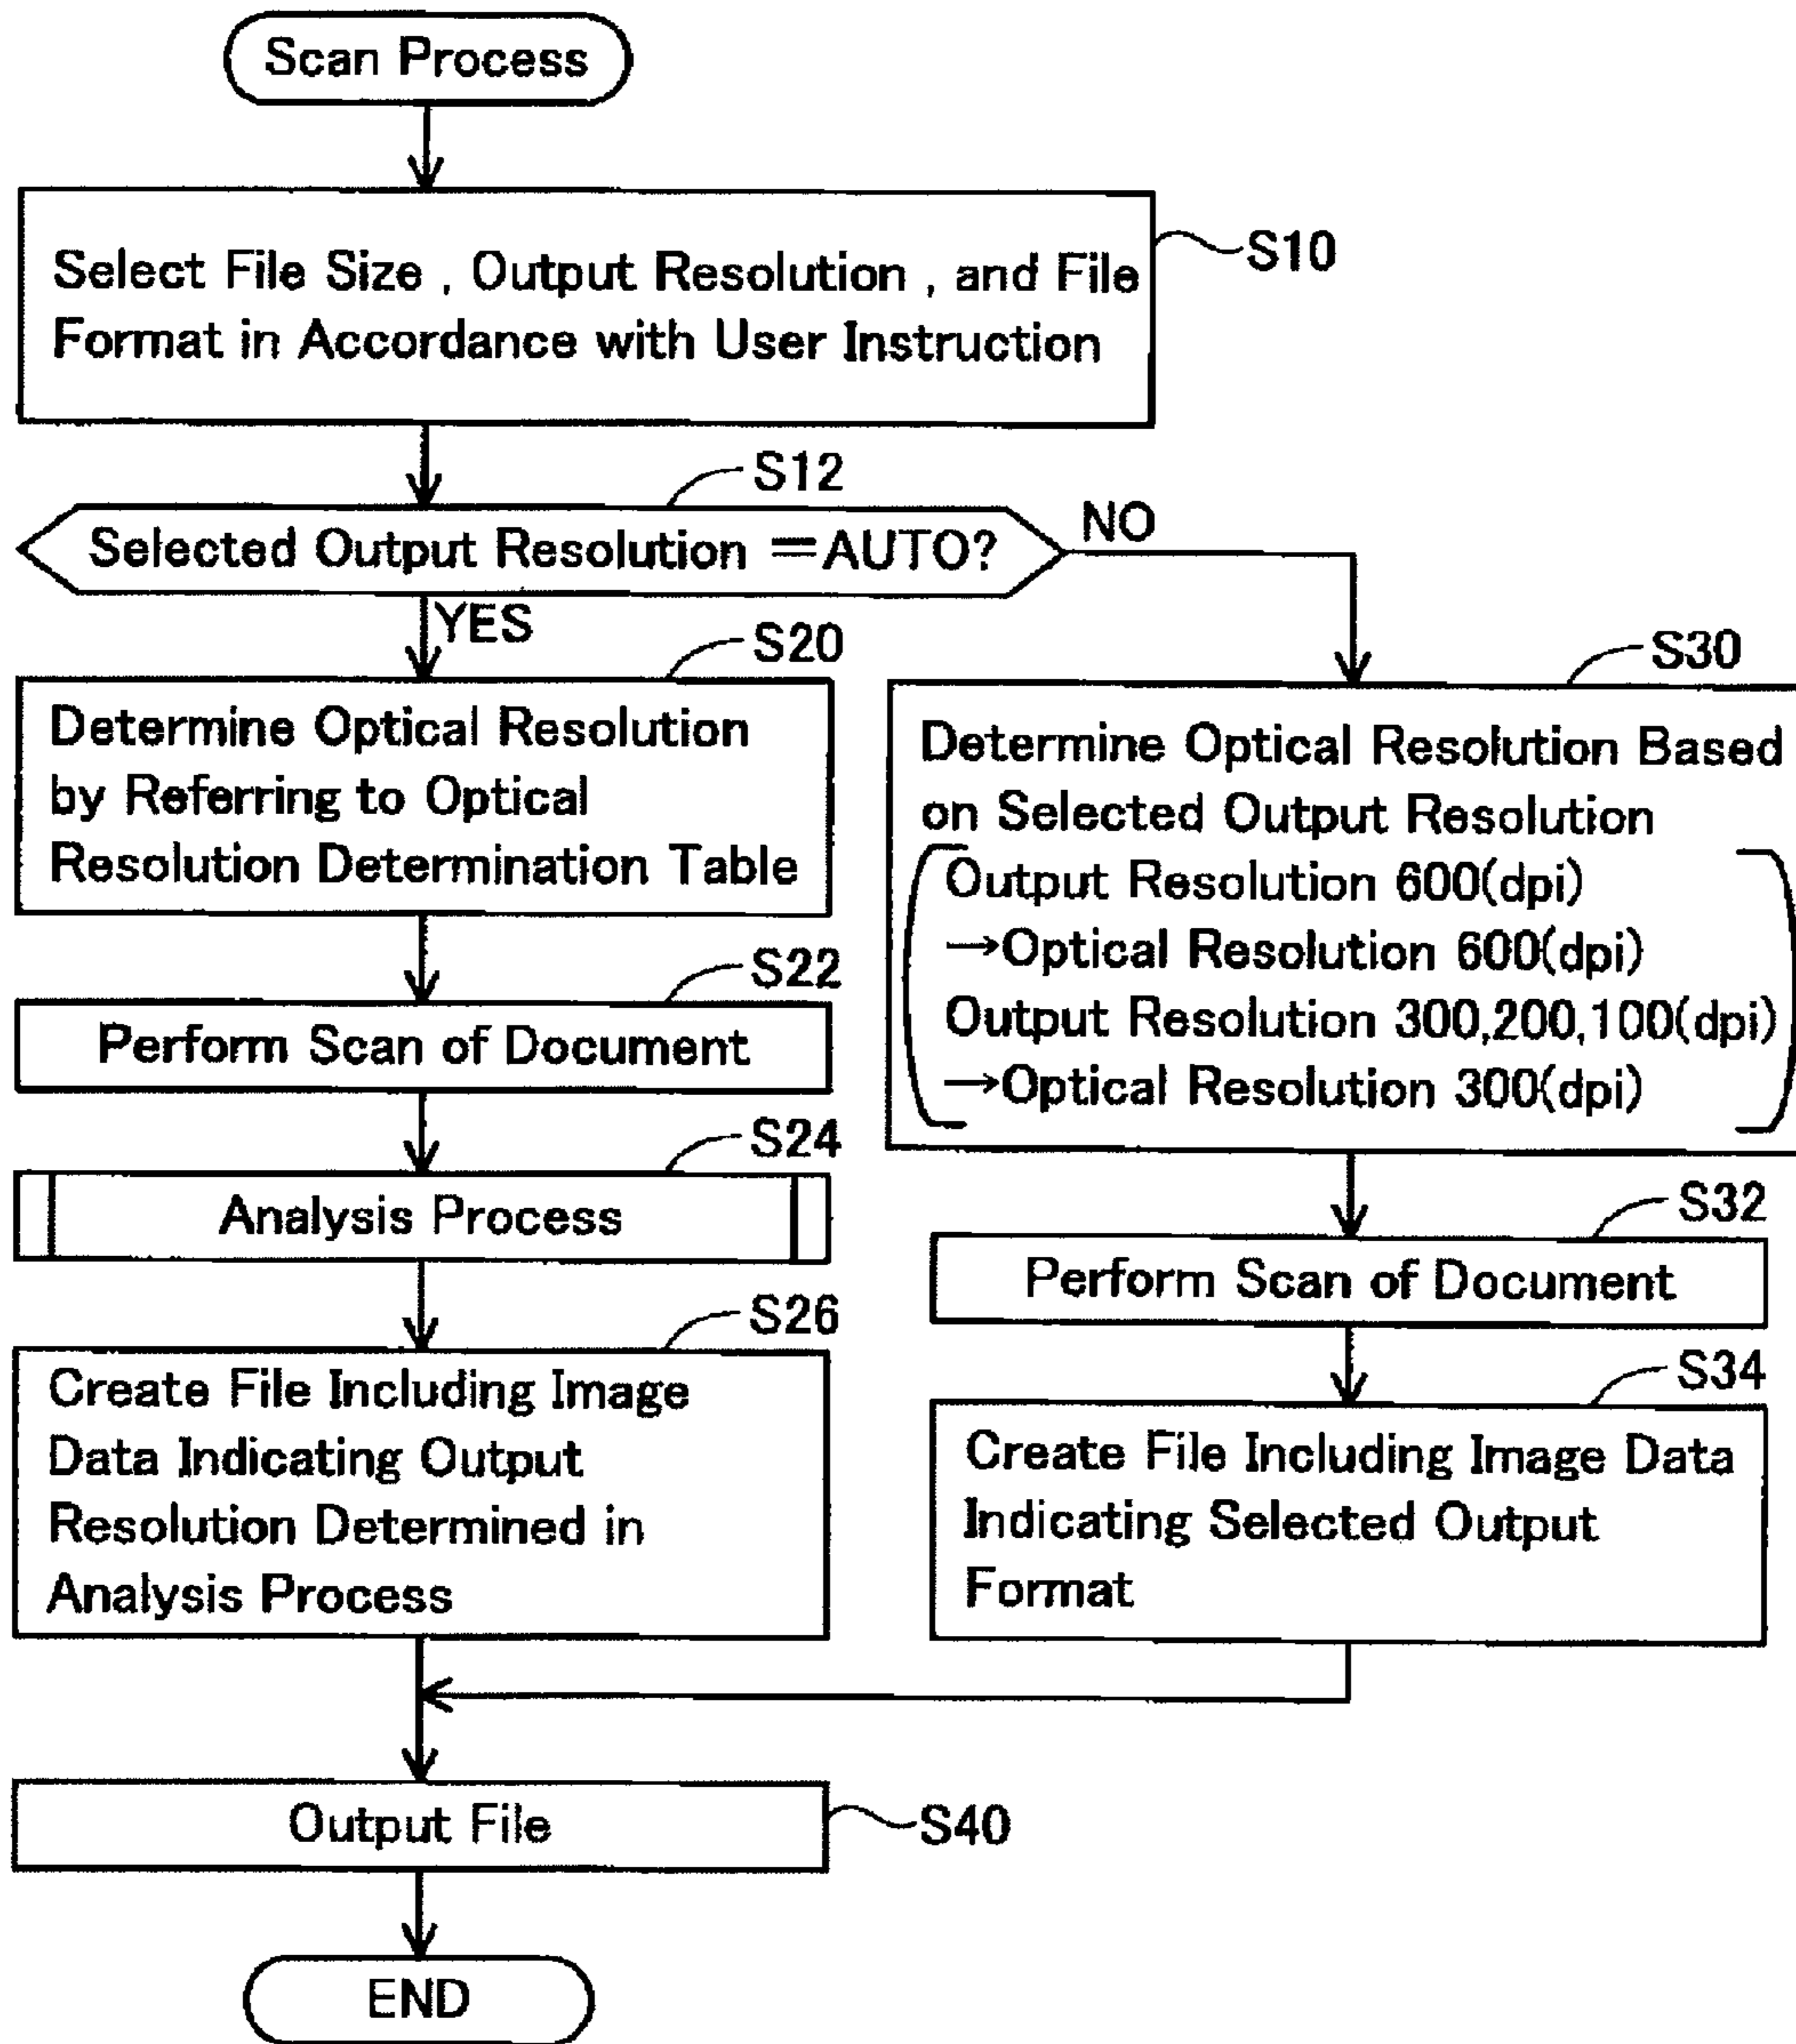 Scan Process
Select File Size , Output Resolution , and File
Format in Accordance with User Instruction
S10
S12
Selected Output Resolution =AUTO?
NO
YES
S20
Determine Optical Resolution
by Referring to Optical
Resolution Determination Table
S22
Perform Scan of Document
S24
Analysis Process
S26
Create File Including Image
Data Indicating Output
Resolution Determined in
Analysis Process
S30
Determine Optical Resolution Based
on Selected Output Resolution
Output Resolution 600(dpi)
→Optical Resolution 600(dpi)
Output Resolution 300,200,100(dpi)
→Optical Resolution 300(dpi)
S32
Perform Scan of Document
S34
Create File Including Image Data
Indicating Selected Output
Format
Output File
S40
END